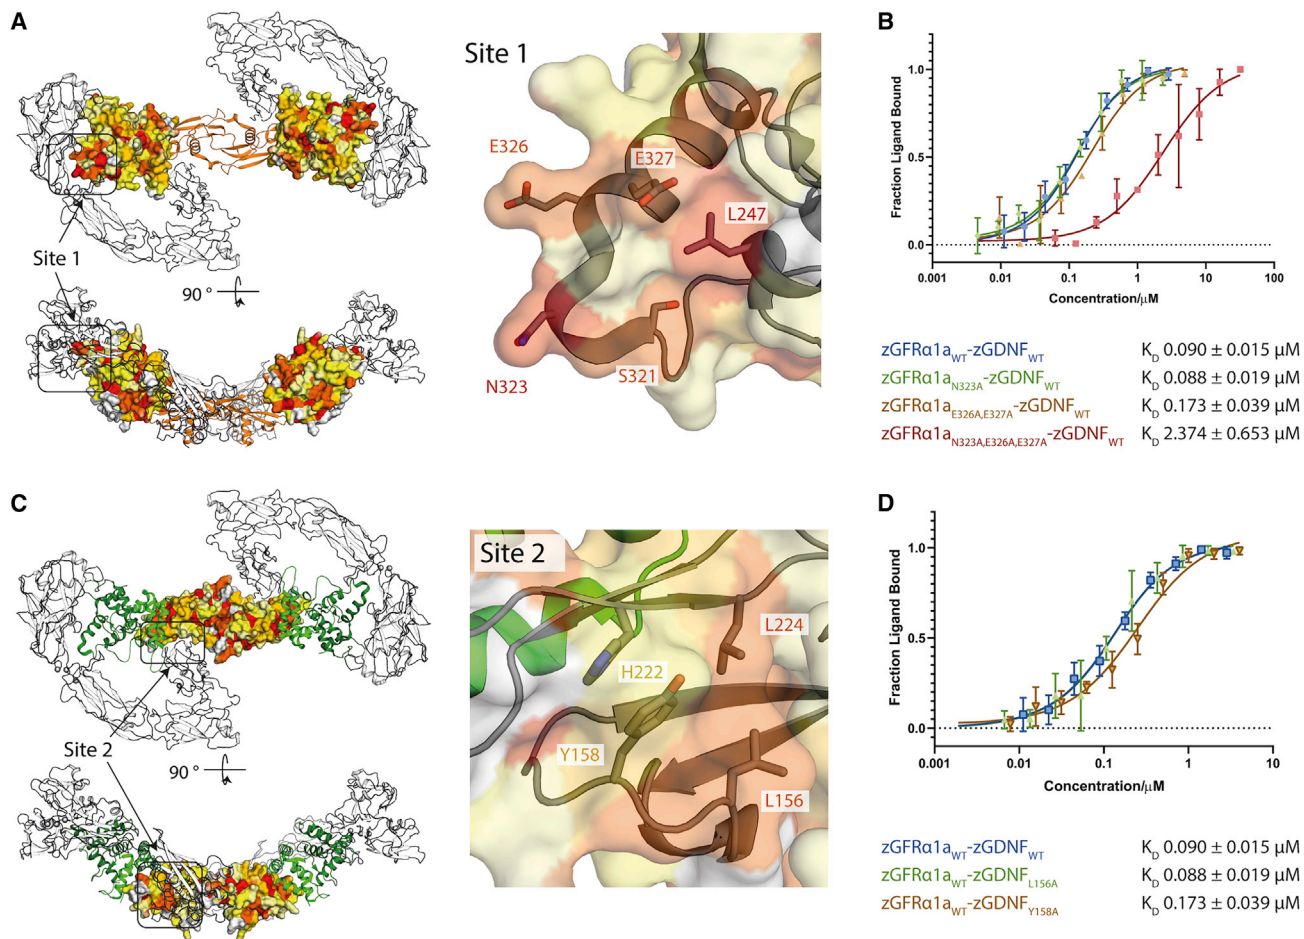 A
Site 1
90 °
Site 1
E326
E327
L247
S321
N323
B
Fraction Ligand Bound
1.0
0.5
0.0
0.001
0.01
0.1
1
10
100
Concentration/μM
zGFRα1aWT-zGDNFWT KD 0.090 ± 0.015 μM
zGFRα1aN323A-zGDNFWT KD 0.088 ± 0.019 μM
zGFRα1aE326A,E327A-zGDNFWT KD 0.173 ± 0.039 μM
zGFRα1aN323A,E326A,E327A-zGDNFWT KD 2.374 ± 0.653 μM
C
Site 2
90 °
Site 2
L224
H222
Y158
L156
D
Fraction Ligand Bound
1.0
0.5
0.0
0.001
0.01
0.1
1
10
Concentration/μM
zGFRα1aWT-zGDNFWT KD 0.090 ± 0.015 μM
zGFRα1aWT-zGDNFL156A KD 0.088 ± 0.019 μM
zGFRα1aWT-zGDNFY158A KD 0.173 ± 0.039 μM